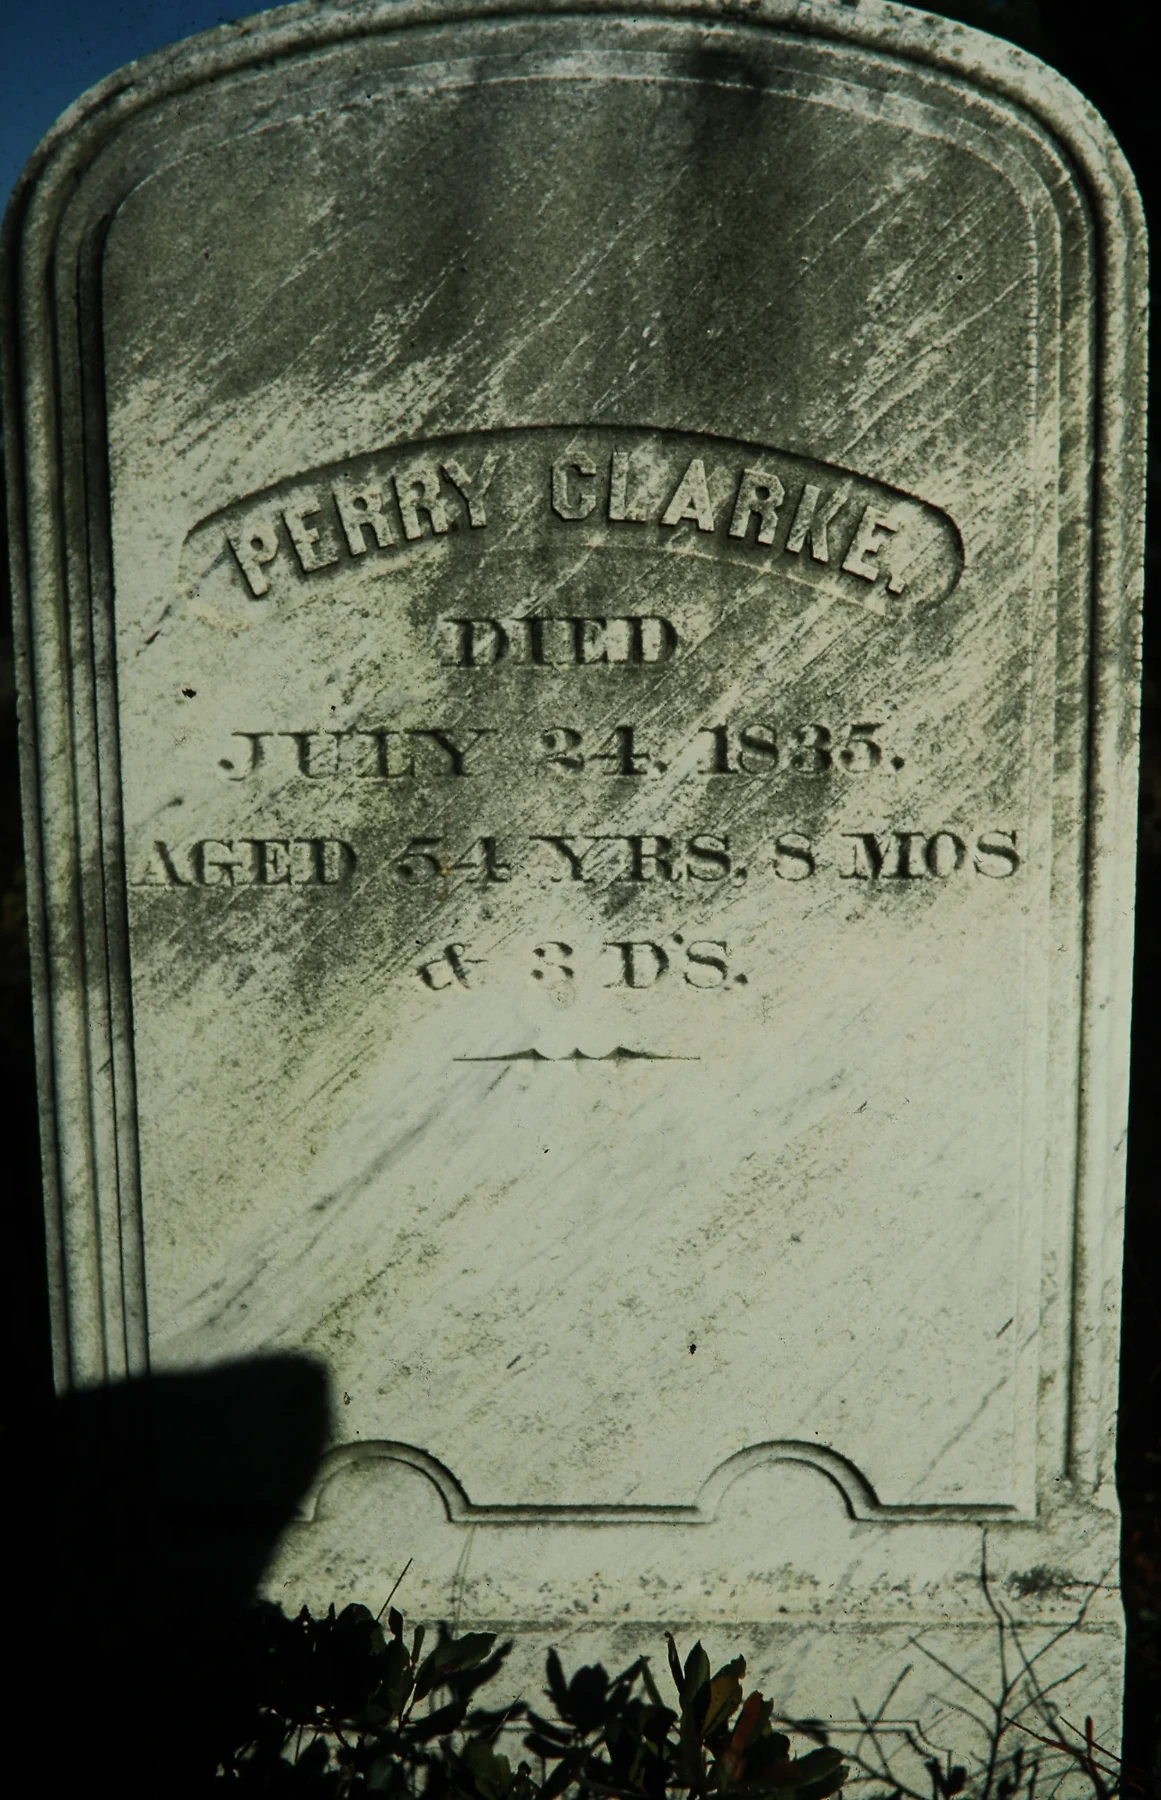 PERRY CLARKE,
DIED
JULY 24, 1835.
AGED 54 YRS, 8 MOS
& 3 D'S.